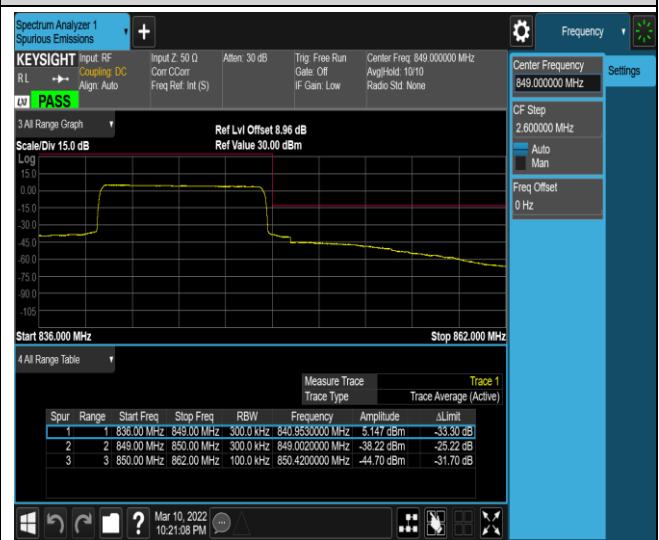 Spectrum Analyzer 1
Spurious Emissions
Frequency
KEYSIGHT Input: RF Input Z: 50 Ω Atten: 30 dB Trig: Free Run Center Freq: 849.000000 MHz
RL Coupling: DC Corr CCorr Gate: Off Avg|Hold: 10/10
Align: Auto Freq Ref: Int (S) IF Gain: Low Radio Std: None
PASS
Center Frequency
849.000000 MHz
Settings
CF Step
2.600000 MHz
Auto
Man
Freq Offset
0 Hz
3 All Range Graph
Ref Lvl Offset 8.96 dB
Scale/Div 15.0 dB Ref Value 30.00 dBm
Log
15.0
0.00
-15.0
-30.0
-45.0
-60.0
-75.0
-90.0
-105
Start 836.000 MHz Stop 862.000 MHz
4 All Range Table
Measure Trace Trace 1
Trace Type Trace Average (Active)
Spur Range Start Freq Stop Freq RBW Frequency Amplitude ΔLimit
1 1 836.00 MHz 849.00 MHz 300.0 kHz 840.9530000 MHz 5.147 dBm -33.30 dB
2 2 849.00 MHz 850.00 MHz 300.0 kHz 849.0020000 MHz -38.22 dBm -25.22 dB
3 3 850.00 MHz 862.00 MHz 100.0 kHz 850.4200000 MHz -44.70 dBm -31.70 dB
Mar 10, 2022
10:21:08 PM